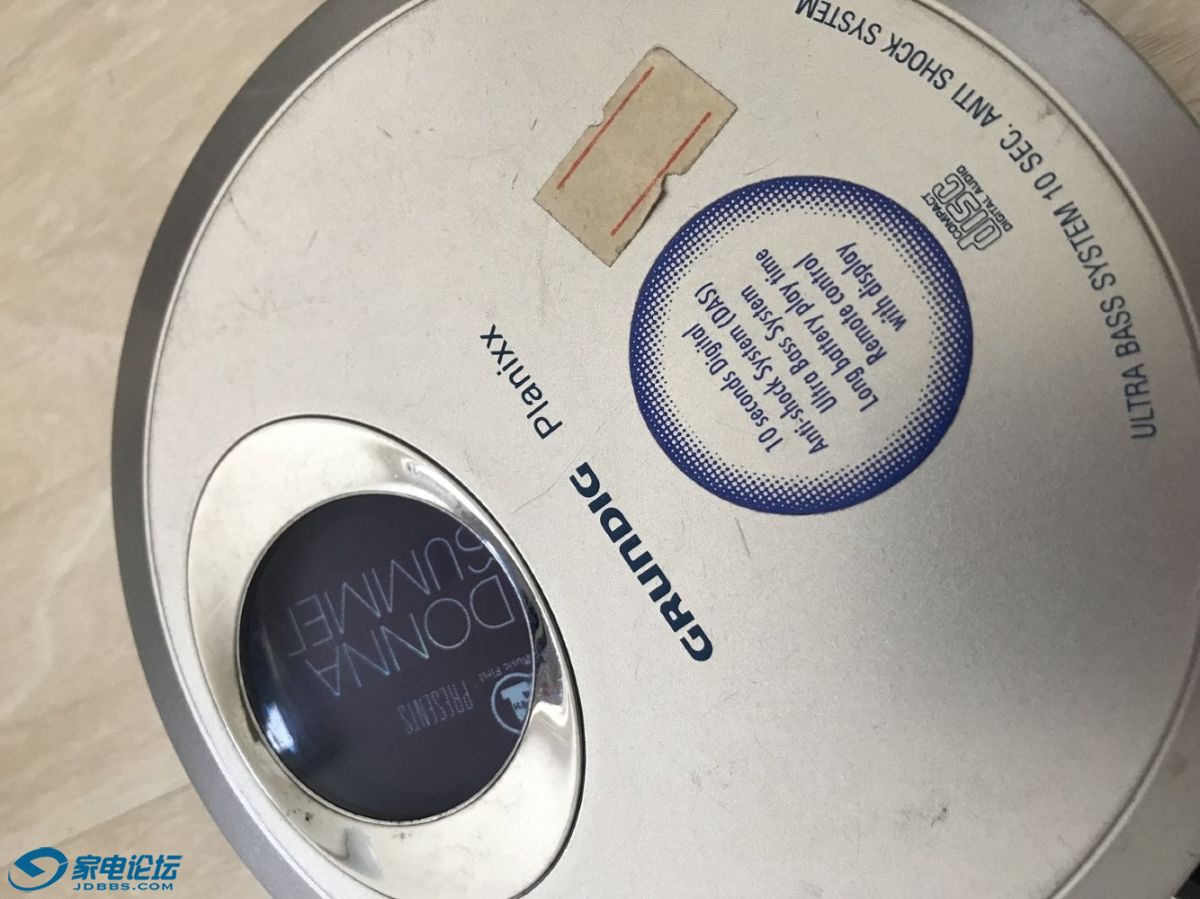 ULTRA BASS SYSTEM 10 SEC. ANTI SHOCK SYSTEM
COMPACT
disc
DIGITAL AUDIO
10 seconds Digital
Anti-shock System (DAS)
Ultra Bass System
Long battery play time
Remote control
with display
GRUNDIG Planixx
Music First
PRESENTS
DONNA
SUMMER
家电论坛
JDBBS.COM